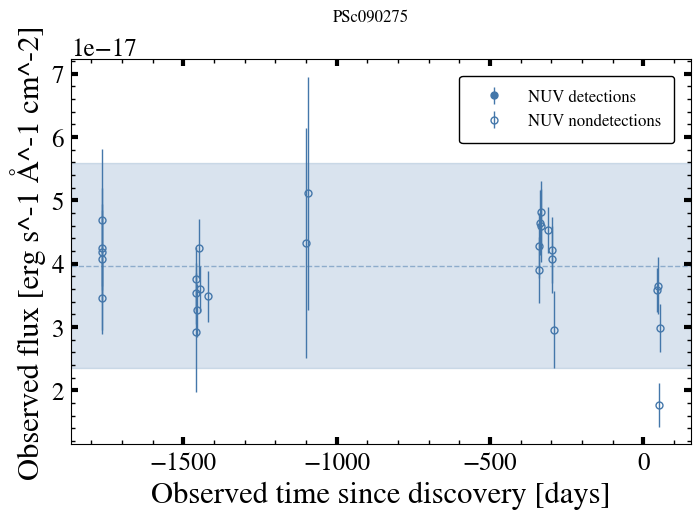 PSc090275
1e−17
Observed flux [erg s^-1 Å^-1 cm^-2]
7
6
5
4
3
2
NUV detections
NUV nondetections
−1500
−1000
−500
0
Observed time since discovery [days]